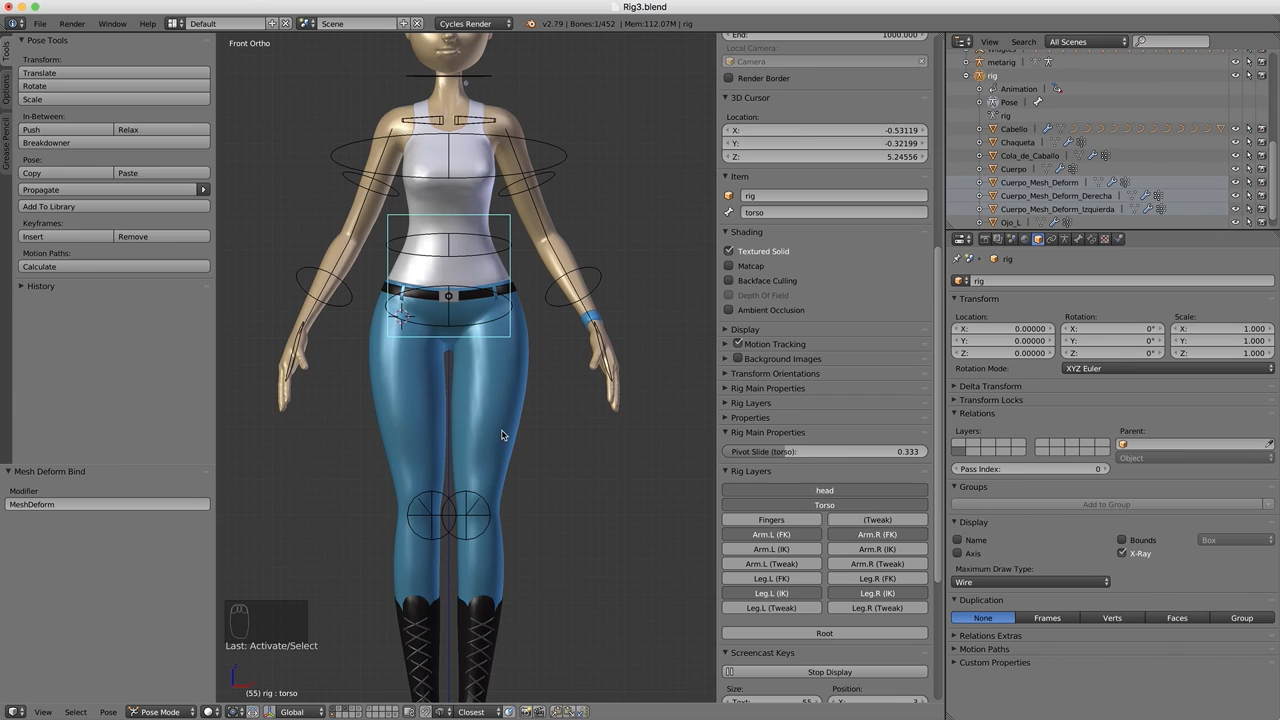 Rig3.blend
File Render Window Help Default Scene Cycles Render v2.79 | Bones:1/452 | Mem:112.07M | rig
Tools
Options
Grease Pencil
Pose Tools
Transform:
Translate
Rotate
Scale
In-Between:
Push Relax
Breakdowner
Pose:
Copy Paste
Propagate
Add To Library
Keyframes:
Insert Remove
Motion Paths:
Calculate
History
Mesh Deform Bind
Modifier
MeshDeform
Front Ortho
Last: Activate/Select
(55) rig : torso
View Select Pose Pose Mode Global Closest
End: 1000.000
Local Camera:
Camera
Render Border
3D Cursor
Location:
X: -0.53119
Y: -0.32199
Z: 5.24556
Item
rig
torso
Shading
Textured Solid
Matcap
Backface Culling
Depth Of Field
Ambient Occlusion
Display
Motion Tracking
Background Images
Transform Orientations
Rig Main Properties
Rig Layers
Properties
Rig Main Properties
Pivot Slide (torso): 0.333
Rig Layers
head
Torso
Fingers (Tweak)
Arm.L (FK) Arm.R (FK)
Arm.L (IK) Arm.R (IK)
Arm.L (Tweak) Arm.R (Tweak)
Leg.L (FK) Leg.R (FK)
Leg.L (IK) Leg.R (IK)
Leg.L (Tweak) Leg.R (Tweak)
Root
Screencast Keys
Stop Display
Size: Position:
View Search All Scenes
metarig
rig
Animation
Pose
rig
Cabello
Chaqueta
Cola_de_Caballo
Cuerpo
Cuerpo_Mesh_Deform
Cuerpo_Mesh_Deform_Derecha
Cuerpo_Mesh_Deform_Izquierda
Ojo_L
rig
rig
Transform
Location: Rotation: Scale:
X: 0.00000 X: 0° X: 1.000
Y: 0.00000 Y: 0° Y: 1.000
Z: 0.00000 Z: 0° Z: 1.000
Rotation Mode: XYZ Euler
Delta Transform
Transform Locks
Relations
Layers: Parent:
Object
Pass Index: 0
Groups
Add to Group
Display
Name Bounds Box
Axis X-Ray
Maximum Draw Type:
Wire
Duplication
None Frames Verts Faces Group
Relations Extras
Motion Paths
Custom Properties